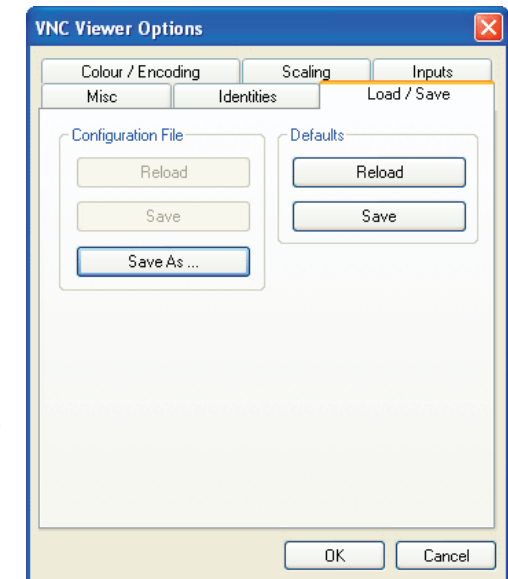 VNC Viewer Options
Colour / Encoding Scaling Inputs
Misc Identities Load / Save
Configuration File Defaults
Reload Reload
Save Save
Save As ...
OK Cancel